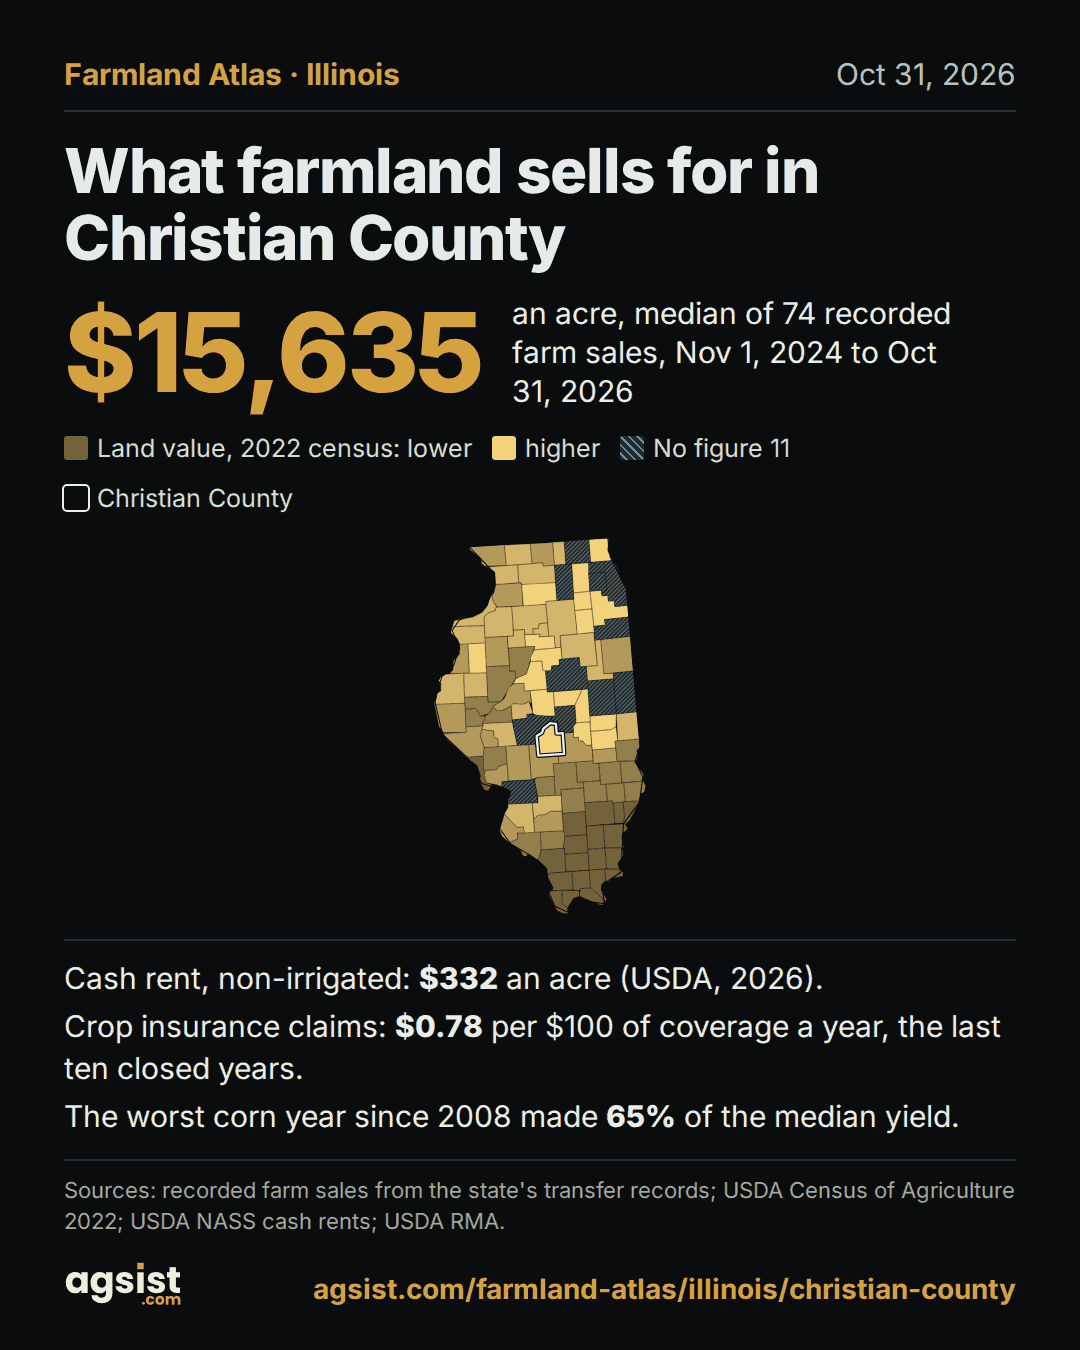 Farmland Atlas · Illinois
Oct 31, 2026
What farmland sells for in
Christian County
$15,635
an acre, median of 74 recorded
farm sales, Nov 1, 2024 to Oct
31, 2026
Land value, 2022 census: lower
higher
No figure 11
Christian County
Cash rent, non-irrigated: $332 an acre (USDA, 2026).
Crop insurance claims: $0.78 per $100 of coverage a year, the last
ten closed years.
The worst corn year since 2008 made 65% of the median yield.
Sources: recorded farm sales from the state's transfer records; USDA Census of Agriculture
2022; USDA NASS cash rents; USDA RMA.
agsist
.com
agsist.com/farmland-atlas/illinois/christian-county